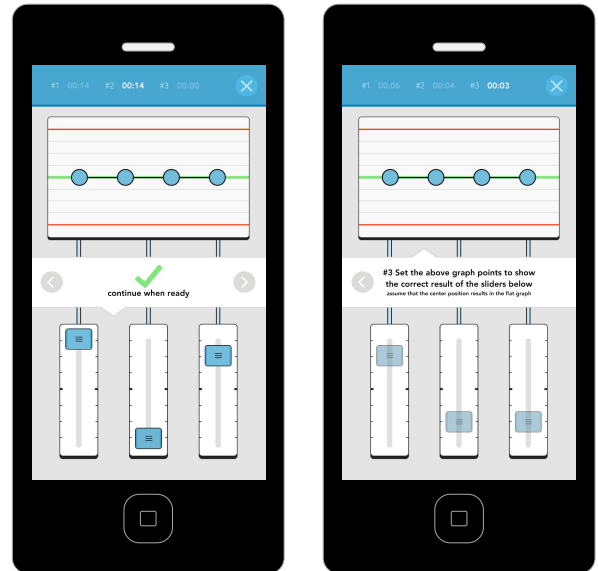 #1 00:14 #2 00:14 #3 00:00
continue when ready
#1 00:06 #2 00:04 #3 00:03
#3 Set the above graph points to show
the correct result of the sliders below
assume that the center position results in the flat graph